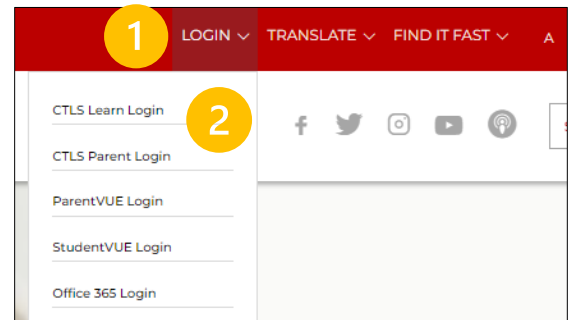 1 LOGIN TRANSLATE FIND IT FAST A
CTLS Learn Login
2
CTLS Parent Login
ParentVUE Login
StudentVUE Login
Office 365 Login